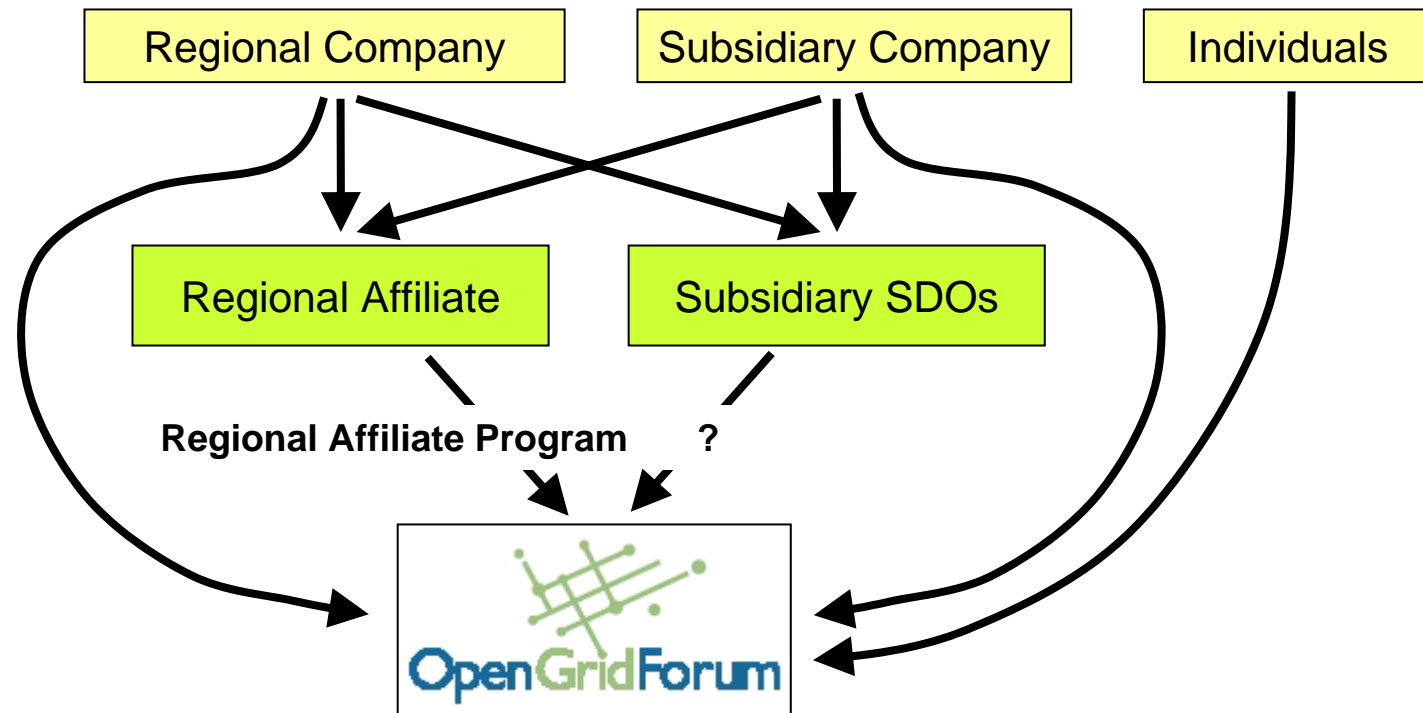 Regional Company
Subsidiary Company
Individuals
Regional Affiliate
Subsidiary SDOs
Regional Affiliate Program
?
OpenGridForum